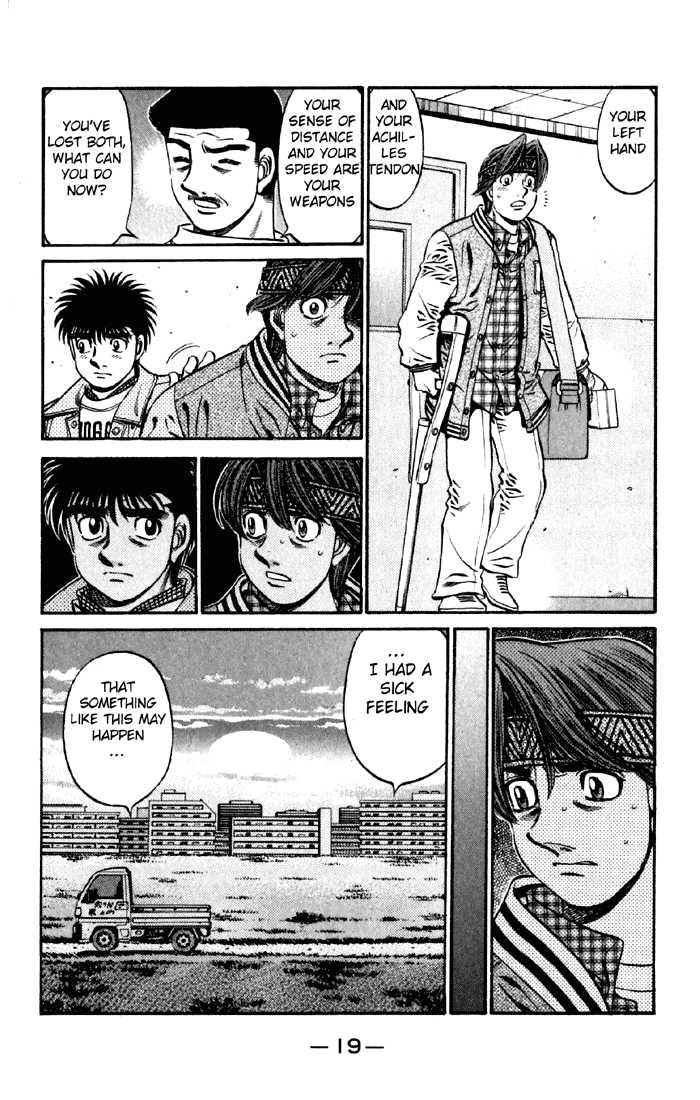 YOUR
LEFT
HAND
AND
YOUR
ACHIL-
LES
TENDON
YOUR
SENSE OF
DISTANCE
AND YOUR
SPEED ARE
YOUR
WEAPONS
YOU'VE
LOST BOTH,
WHAT CAN
YOU DO
NOW?
...
I HAD A
SICK
FEELING
THAT
SOMETHING
LIKE THIS MAY
HAPPEN
...
—19—